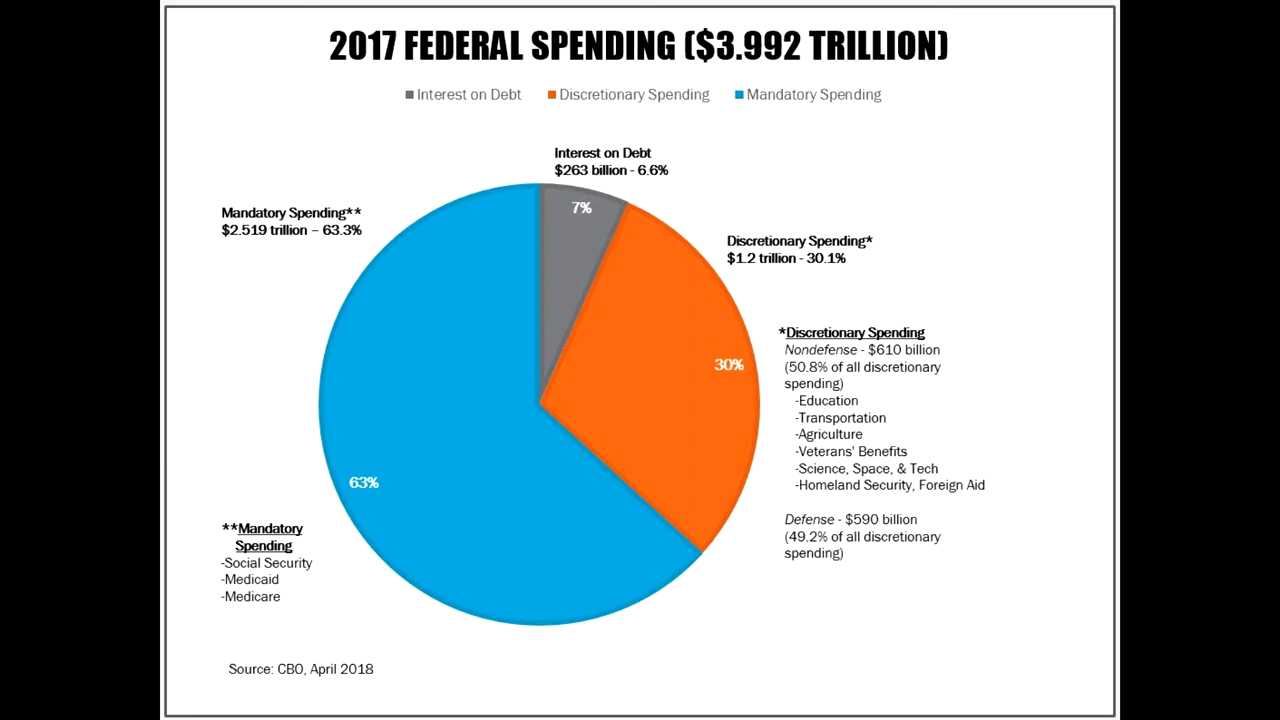 2017 FEDERAL SPENDING ($3.992 TRILLION)
Interest on Debt
Discretionary Spending
Mandatory Spending
Interest on Debt
$263 billion - 6.6%
7%
Mandatory Spending**
$2.519 trillion – 63.3%
Discretionary Spending*
$1.2 trillion - 30.1%
30%
*Discretionary Spending
Nondefense - $610 billion
(50.8% of all discretionary
spending)
-Education
-Transportation
-Agriculture
-Veterans' Benefits
-Science, Space, & Tech
-Homeland Security, Foreign Aid
Defense - $590 billion
(49.2% of all discretionary
spending)
63%
**Mandatory
Spending
-Social Security
-Medicaid
-Medicare
Source: CBO, April 2018